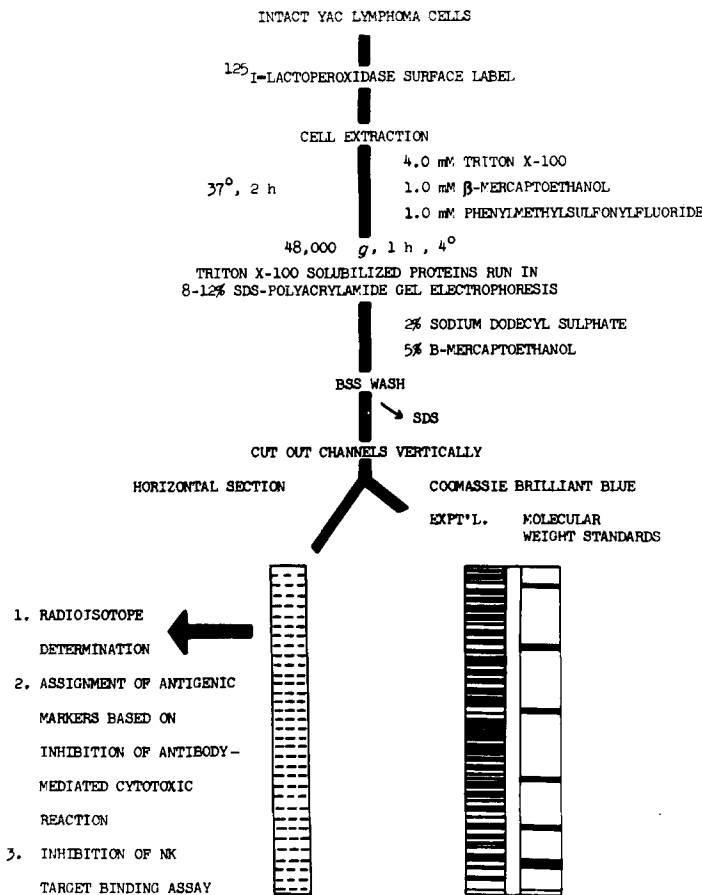 INTACT YAC LYMPHOMA CELLS
¹²⁵I-LACTOPEROXIDASE SURFACE LABEL
CELL EXTRACTION
4.0 mM TRITON X-100
37°, 2 h
1.0 mM β-MERCAPTOETHANOL
1.0 mM PHENYLMETHYLSULFONYLFLUORIDE
48,000 g, 1 h, 4°
TRITON X-100 SOLUBILIZED PROTEINS RUN IN
8-12% SDS-POLYACRYLAMIDE GEL ELECTROPHORESIS
2% SODIUM DODECYL SULPHATE
5% B-MERCAPTOETHANOL
BSS WASH
SDS
CUT OUT CHANNELS VERTICALLY
HORIZONTAL SECTION
COOMASSIE BRILLIANT BLUE
EXPT'L. MOLECULAR
WEIGHT STANDARDS
1. RADIOISOTOPE
DETERMINATION
2. ASSIGNMENT OF ANTIGENIC
MARKERS BASED ON
INHIBITION OF ANTIBODY-
MEDIATED CYTOTOXIC
REACTION
3. INHIBITION OF NK
TARGET BINDING ASSAY